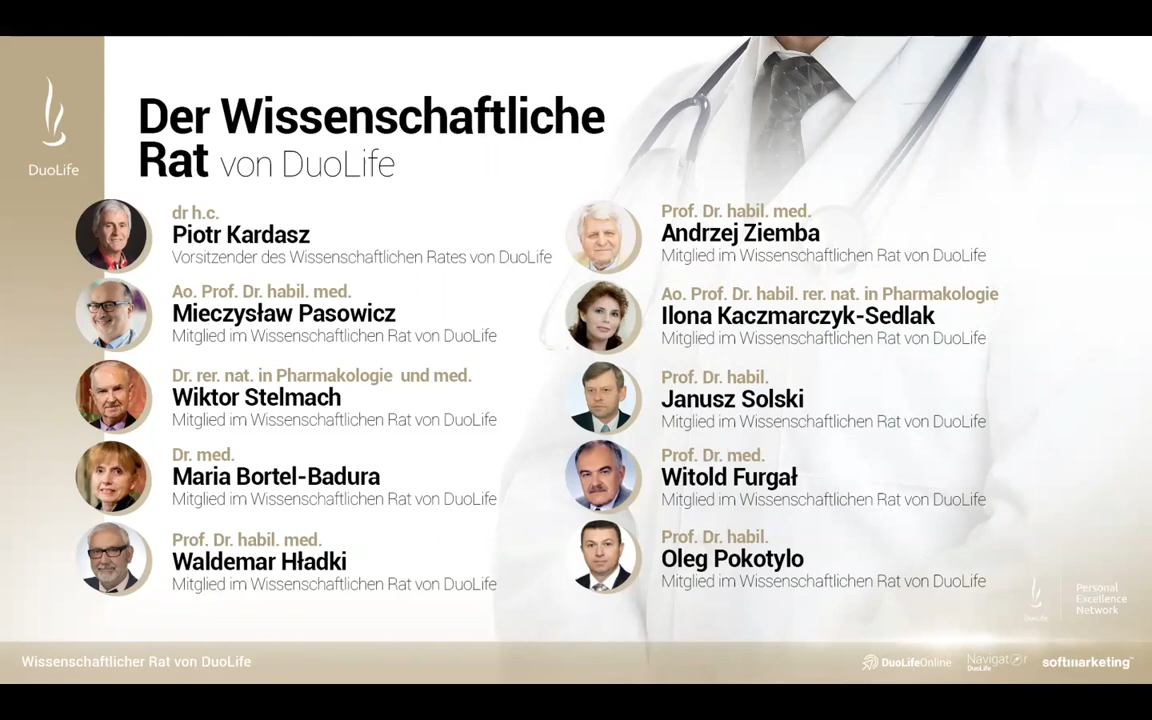 DuoLife
Der Wissenschaftliche
Rat von DuoLife
dr h.c.
Piotr Kardasz
Vorsitzender des Wissenschaftlichen Rates von DuoLife
Ao. Prof. Dr. habil. med.
Mieczysław Pasowicz
Mitglied im Wissenschaftlichen Rat von DuoLife
Dr. rer. nat. in Pharmakologie und med.
Wiktor Stelmach
Mitglied im Wissenschaftlichen Rat von DuoLife
Dr. med.
Maria Bortel-Badura
Mitglied im Wissenschaftlichen Rat von DuoLife
Prof. Dr. habil. med.
Waldemar Hładki
Mitglied im Wissenschaftlichen Rat von DuoLife
Prof. Dr. habil. med.
Andrzej Ziemba
Mitglied im Wissenschaftlichen Rat von DuoLife
Ao. Prof. Dr. habil. rer. nat. in Pharmakologie
Ilona Kaczmarczyk-Sedlak
Mitglied im Wissenschaftlichen Rat von DuoLife
Prof. Dr. habil.
Janusz Solski
Mitglied im Wissenschaftlichen Rat von DuoLife
Prof. Dr. med.
Witold Furgał
Mitglied im Wissenschaftlichen Rat von DuoLife
Prof. Dr. habil.
Oleg Pokotylo
Mitglied im Wissenschaftlichen Rat von DuoLife
DuoLife
Personal
Excellence
Network
Wissenschaftlicher Rat von DuoLife
DuoLifeOnline
Navigator
DuoLife
softmarketing™